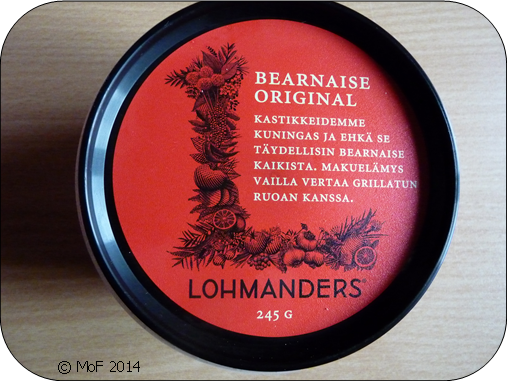 BEARNAISE
ORIGINAL
KASTIKKEIDEMME
KUNINGAS JA EHKÄ SE
TÄYDELLISIN BEARNAISE
KAIKISTA. MAKUELÄMYS
VAILLA VERTAA GRILLATUN
RUOAN KANSSA.
LOHMANDERS®
245 G
© MoF 2014